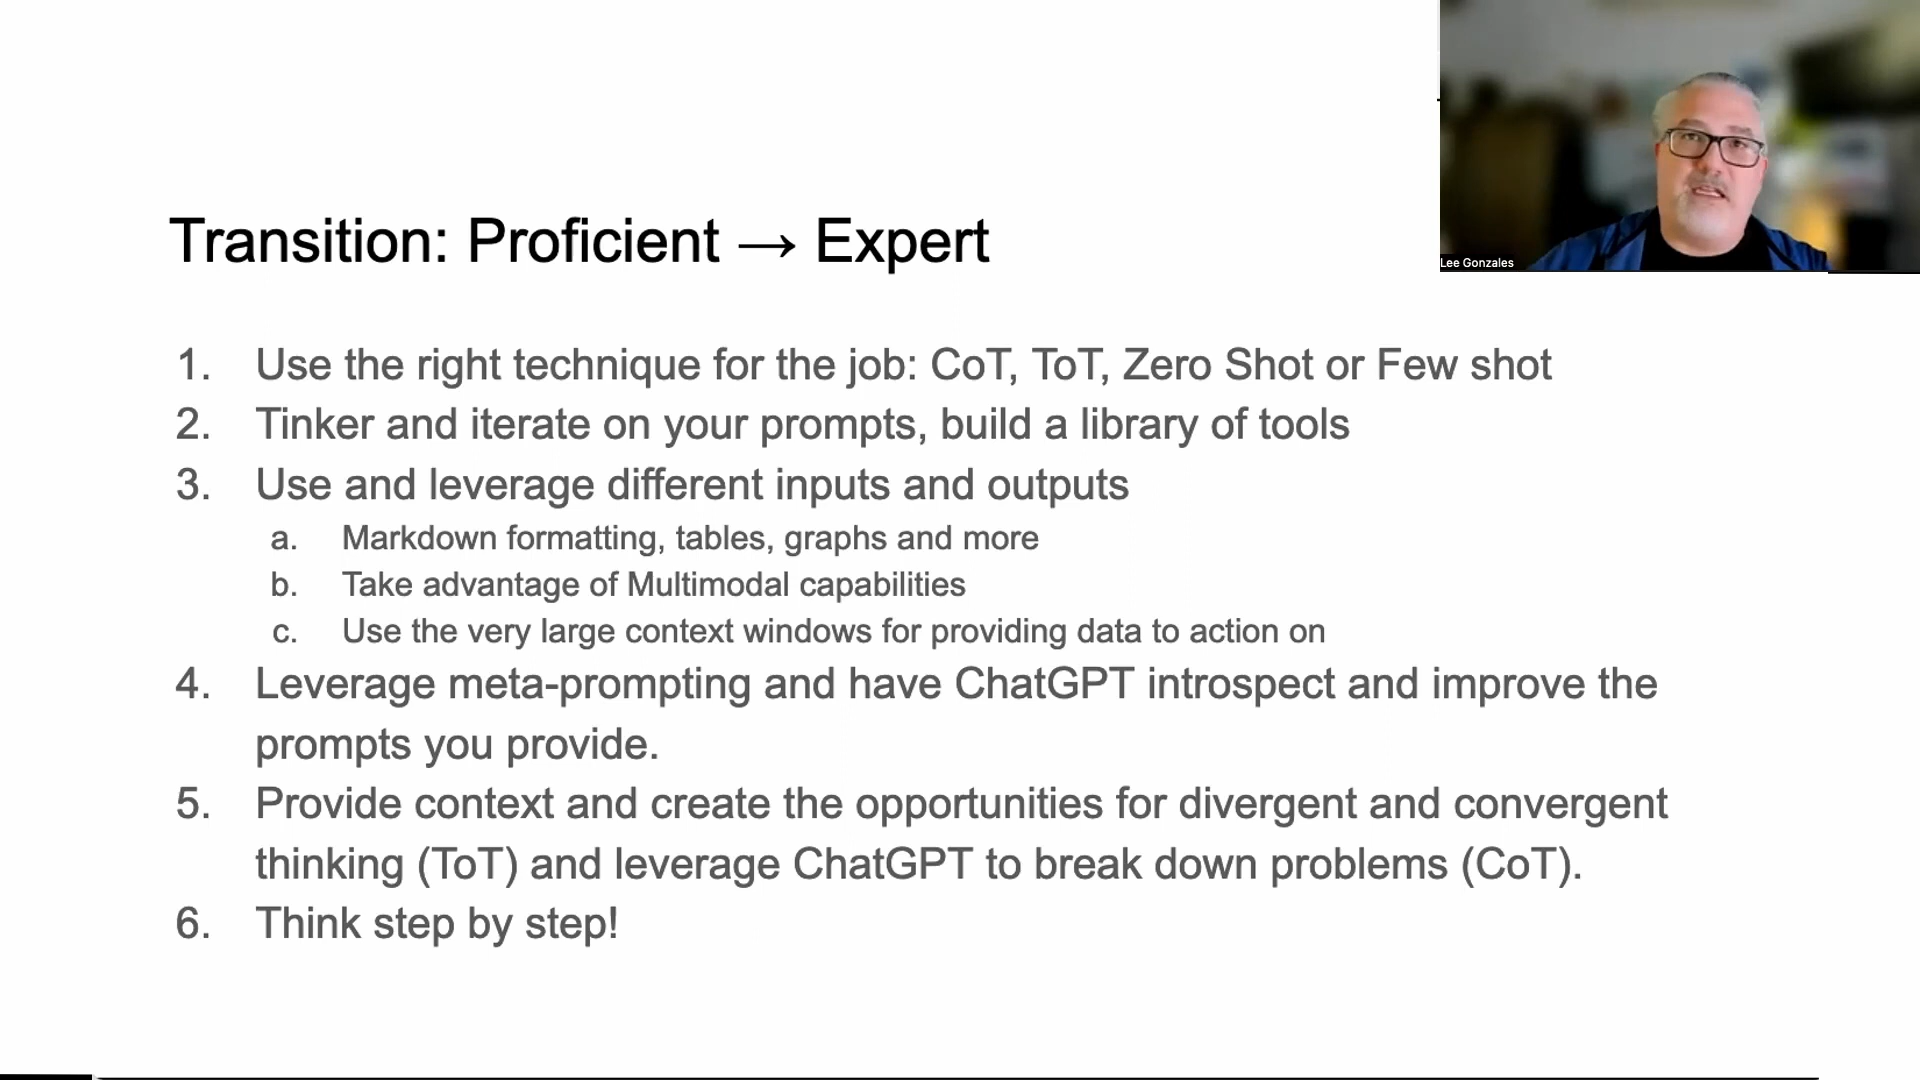 Lee Gonzales
Transition: Proficient → Expert
1. Use the right technique for the job: CoT, ToT, Zero Shot or Few shot
2. Tinker and iterate on your prompts, build a library of tools
3. Use and leverage different inputs and outputs
a. Markdown formatting, tables, graphs and more
b. Take advantage of Multimodal capabilities
c. Use the very large context windows for providing data to action on
4. Leverage meta-prompting and have ChatGPT introspect and improve the
prompts you provide.
5. Provide context and create the opportunities for divergent and convergent
thinking (ToT) and leverage ChatGPT to break down problems (CoT).
6. Think step by step!